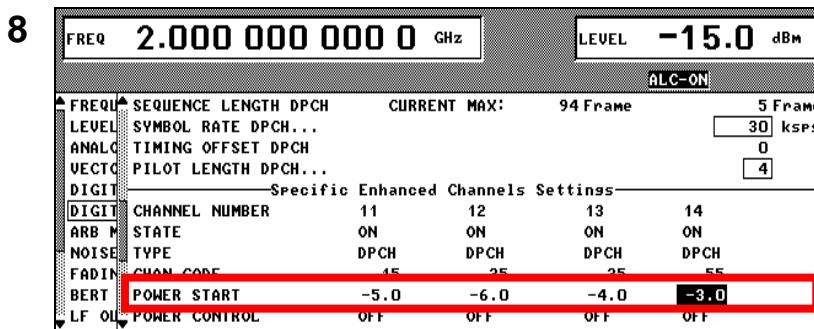 8
FREQ 2.000 000 000 0 GHz LEVEL -15.0 dBm
ALC-ON
FREQU SEQUENCE LENGTH DPCH CURRENT MAX: 94 Frame 5 Frame
LEVEL SYMBOL RATE DPCH... 30 ksps
ANALO TIMING OFFSET DPCH 0
VECTO PILOT LENGTH DPCH... 4
DIGIT Specific Enhanced Channels Settings
DIGIT CHANNEL NUMBER 11 12 13 14
ARB M STATE ON ON ON ON
NOISE TYPE DPCH DPCH DPCH DPCH
FADIN CHAN CODE
BERT POWER START -5.0 -6.0 -4.0 -3.0
LF OU POWER CONTROL OFF OFF OFF OFF